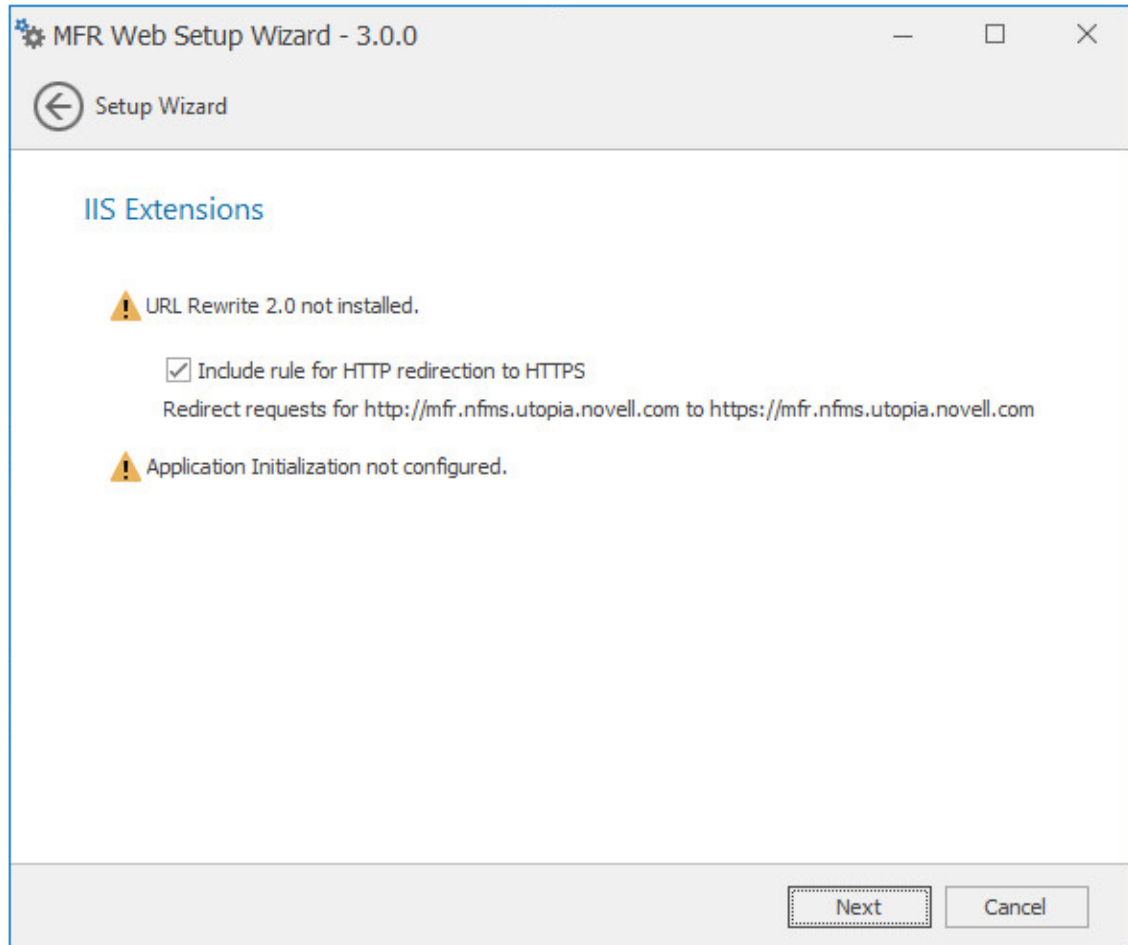 MFR Web Setup Wizard - 3.0.0
Setup Wizard
IIS Extensions
URL Rewrite 2.0 not installed.
Include rule for HTTP redirection to HTTPS
Redirect requests for http://mfr.nfms.utopia.novell.com to https://mfr.nfms.utopia.novell.com
Application Initialization not configured.
Next
Cancel